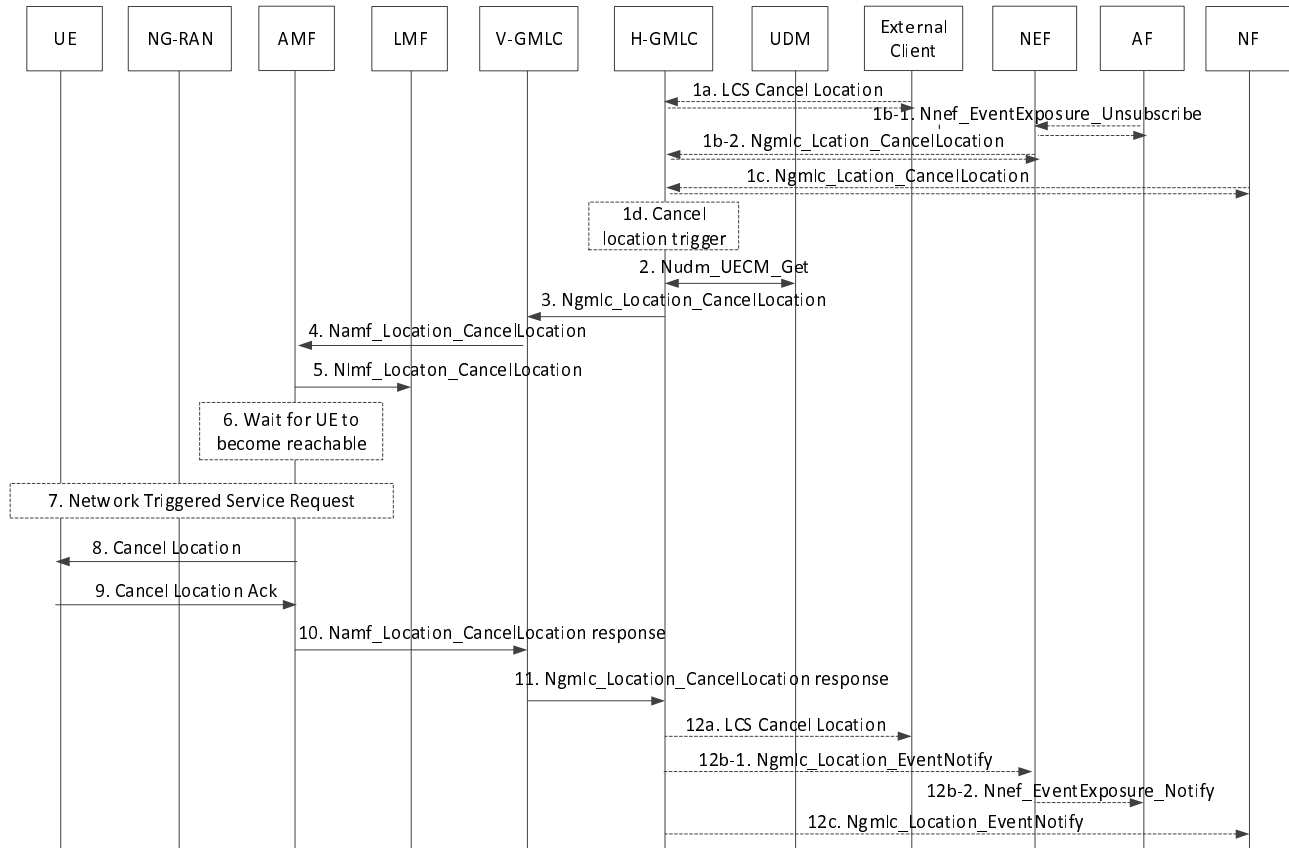 UE
NG-RAN
AMF
LMF
V-GMLC
H-GMLC
UDM
External
Client
NEF
AF
NF
1a. LCS Cancel Location
1b-1. Nnef_EventExposure_Unsubscribe
1b-2. Ngmlc_Lcation_CancelLocation
1c. Ngmlc_Lcation_CancelLocation
1d. Cancel
location trigger
2. Nudm_UECM_Get
3. Ngmlc_Location_CancelLocation
4. Namf_Location_CancelLocation
5. Nlmf_Locaton_CancelLocation
6. Wait for UE to
become reachable
7. Network Triggered Service Request
8. Cancel Location
9. Cancel Location Ack
10. Namf_Location_CancelLocation response
11. Ngmlc_Location_CancelLocation response
12a. LCS Cancel Location
12b-1. Ngmlc_Location_EventNotify
12b-2. Nnef_EventExposure_Notify
12c. Ngmlc_Location_EventNotify